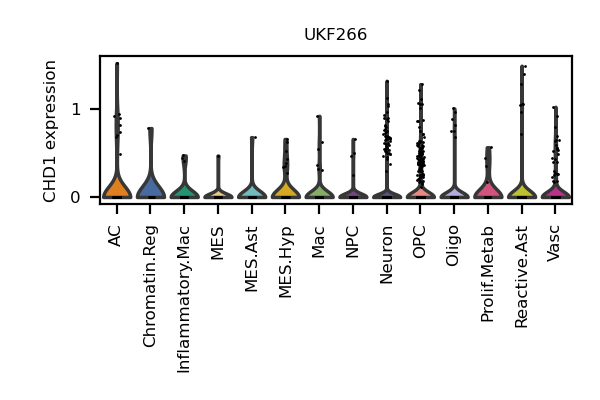 UKF266
CHD1 expression
1
0
AC
Chromatin.Reg
Inflammatory.Mac
MES
MES.Ast
MES.Hyp
Mac
NPC
Neuron
OPC
Oligo
Prolif.Metab
Reactive.Ast
Vasc